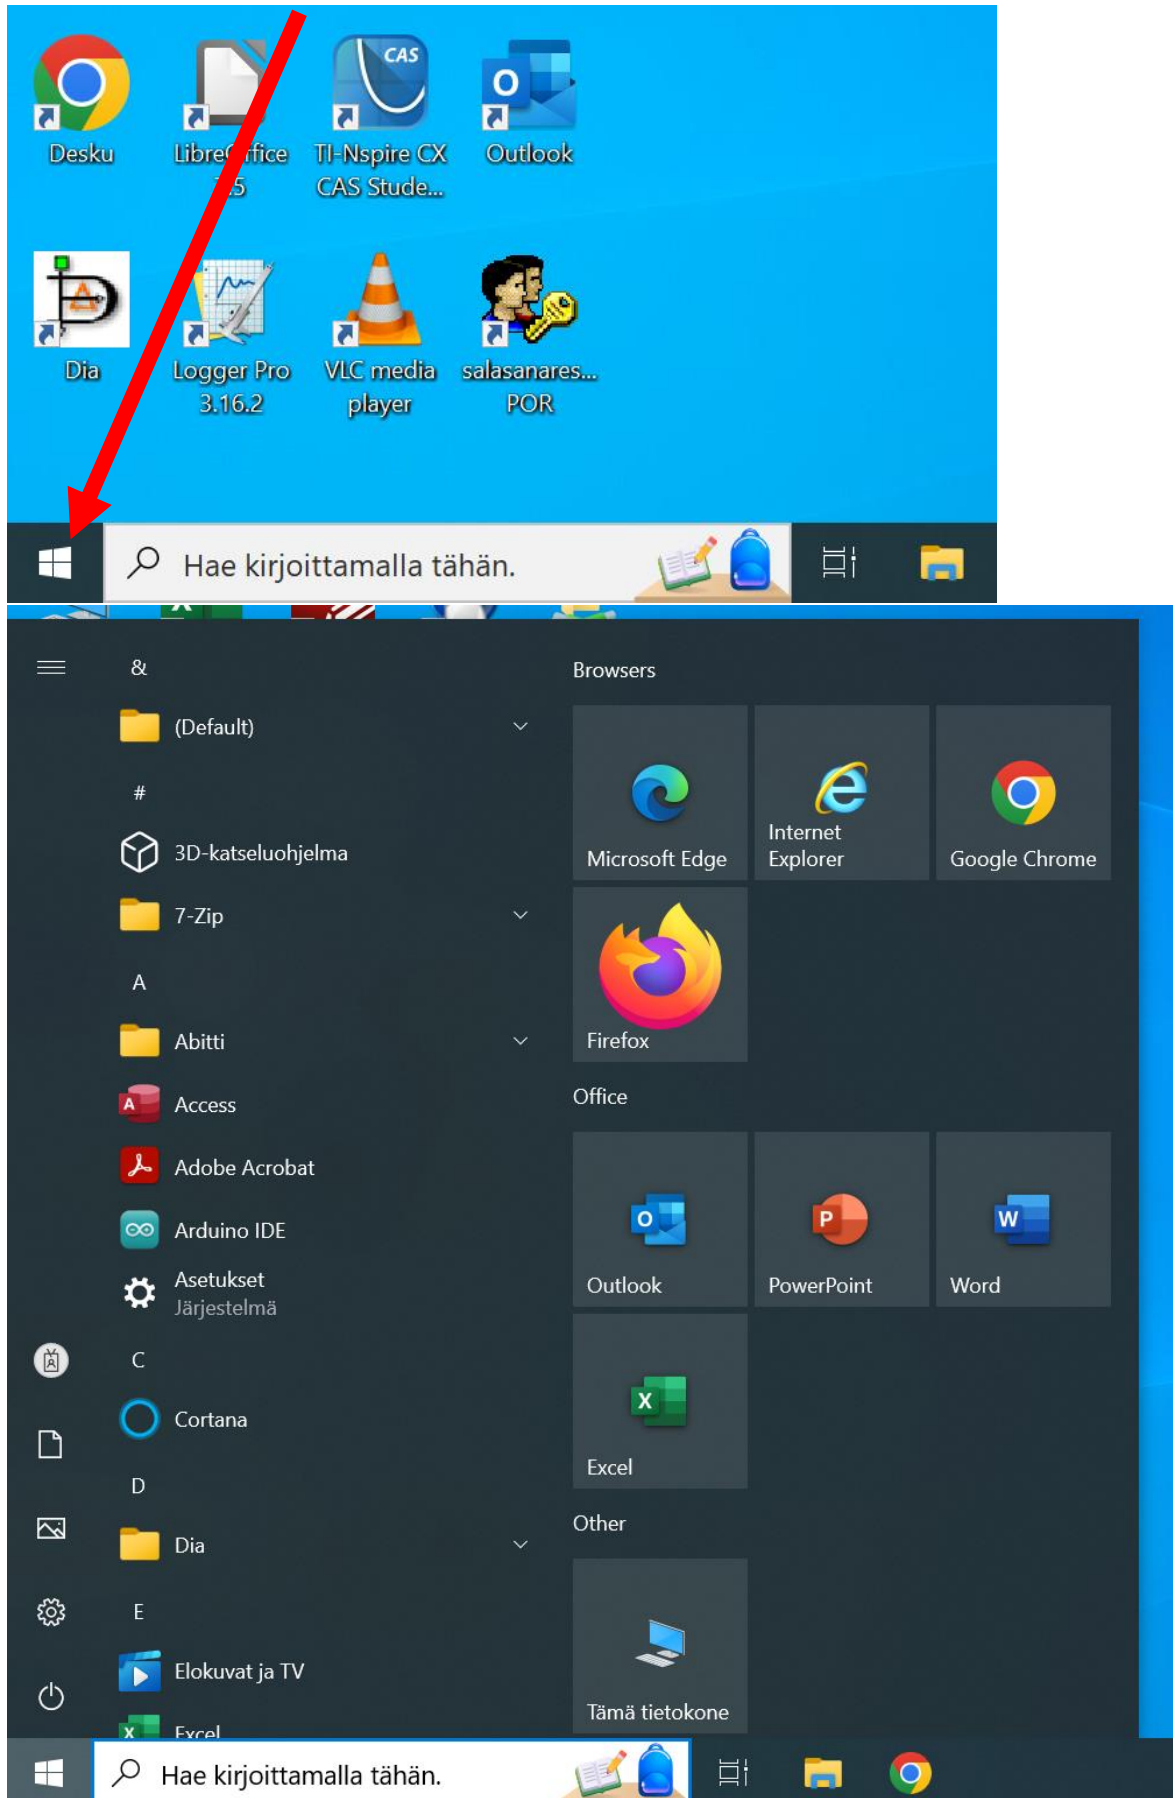 CAS
Desku
LibreOffice
7.5
TI-Nspire CX
CAS Stude...
Outlook
Dia
Logger Pro
3.16.2
VLC media
player
salasanares...
POR
Hae kirjoittamalla tähän.
&
(Default)
#
3D-katseluohjelma
7-Zip
A
Abitti
Access
Adobe Acrobat
Arduino IDE
Asetukset
Järjestelmä
C
Cortana
D
Dia
E
Elokuvat ja TV
Excel
Browsers
Microsoft Edge
Internet
Explorer
Google Chrome
Firefox
Office
Outlook
PowerPoint
Word
Excel
Other
Tämä tietokone
Hae kirjoittamalla tähän.